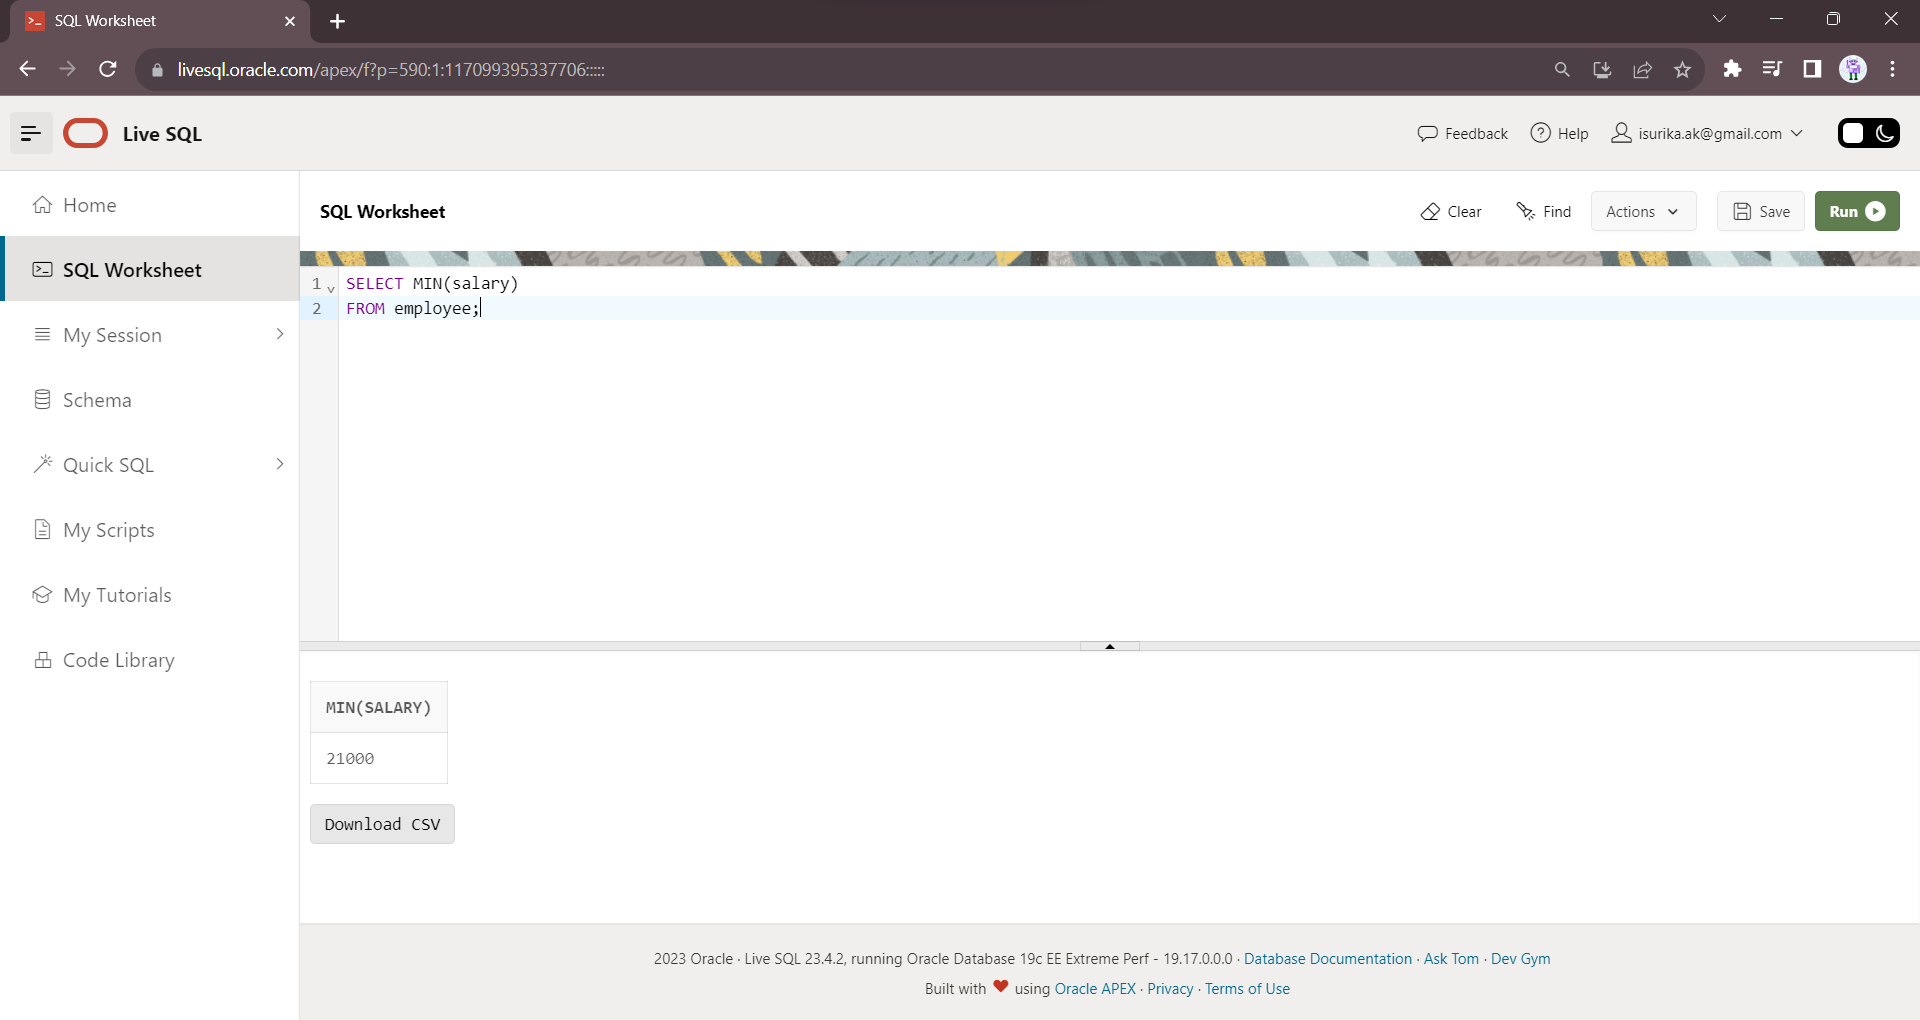 SQL Worksheet
livesql.oracle.com/apex/f?p=590:1:117099395337706:::::
Live SQL
Feedback
Help
isurika.ak@gmail.com
Home
SQL Worksheet
My Session
Schema
Quick SQL
My Scripts
My Tutorials
Code Library
SQL Worksheet
Clear
Find
Actions
Save
Run
1 SELECT MIN(salary)
2 FROM employee;
MIN(SALARY)
21000
Download CSV
2023 Oracle · Live SQL 23.4.2, running Oracle Database 19c EE Extreme Perf - 19.17.0.0.0 · Database Documentation · Ask Tom · Dev Gym
Built with ❤ using Oracle APEX · Privacy · Terms of Use